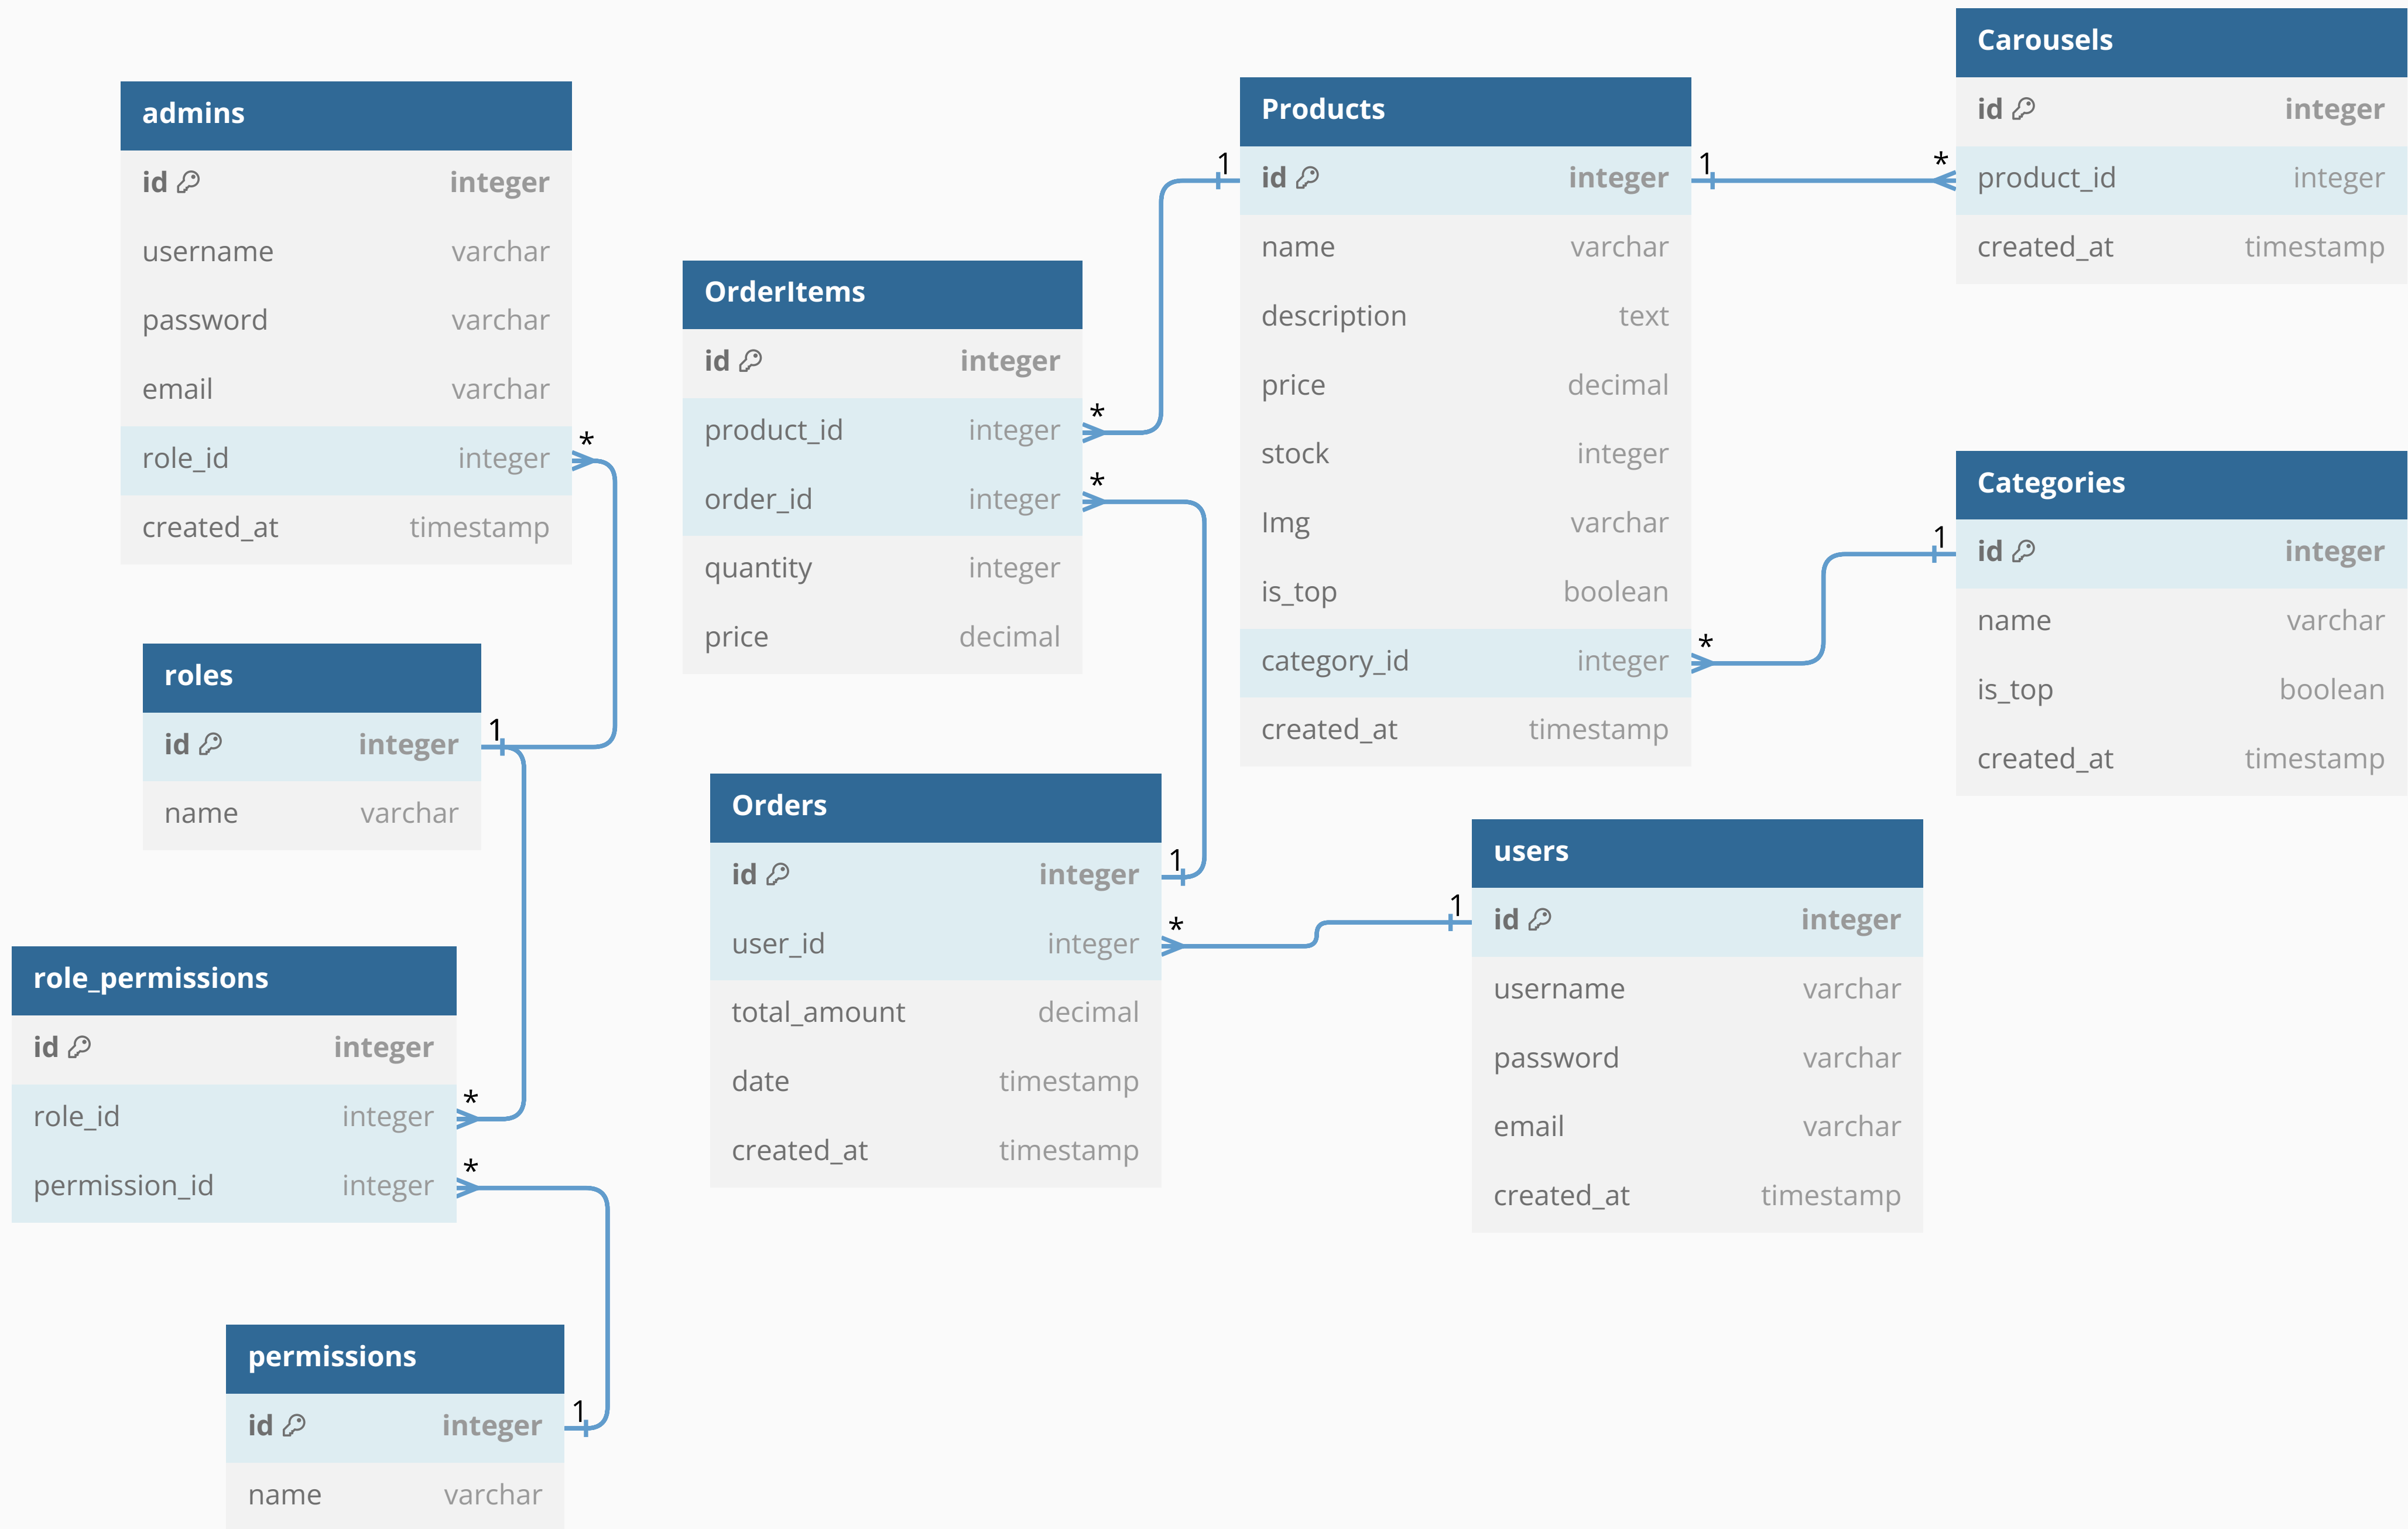 admins
id integer
username varchar
password varchar
email varchar
role_id integer
created_at timestamp
*
roles
id integer
name varchar
1
role_permissions
id integer
role_id integer
permission_id integer
*
*
permissions
id integer
name varchar
1
OrderItems
id integer
product_id integer
order_id integer
quantity integer
price decimal
*
*
Orders
id integer
user_id integer
total_amount decimal
date timestamp
created_at timestamp
1
*
Products
id integer
name varchar
description text
price decimal
stock integer
Img varchar
is_top boolean
category_id integer
created_at timestamp
1
1
*
users
id integer
username varchar
password varchar
email varchar
created_at timestamp
1
Carousels
id integer
product_id integer
created_at timestamp
*
Categories
id integer
name varchar
is_top boolean
created_at timestamp
1